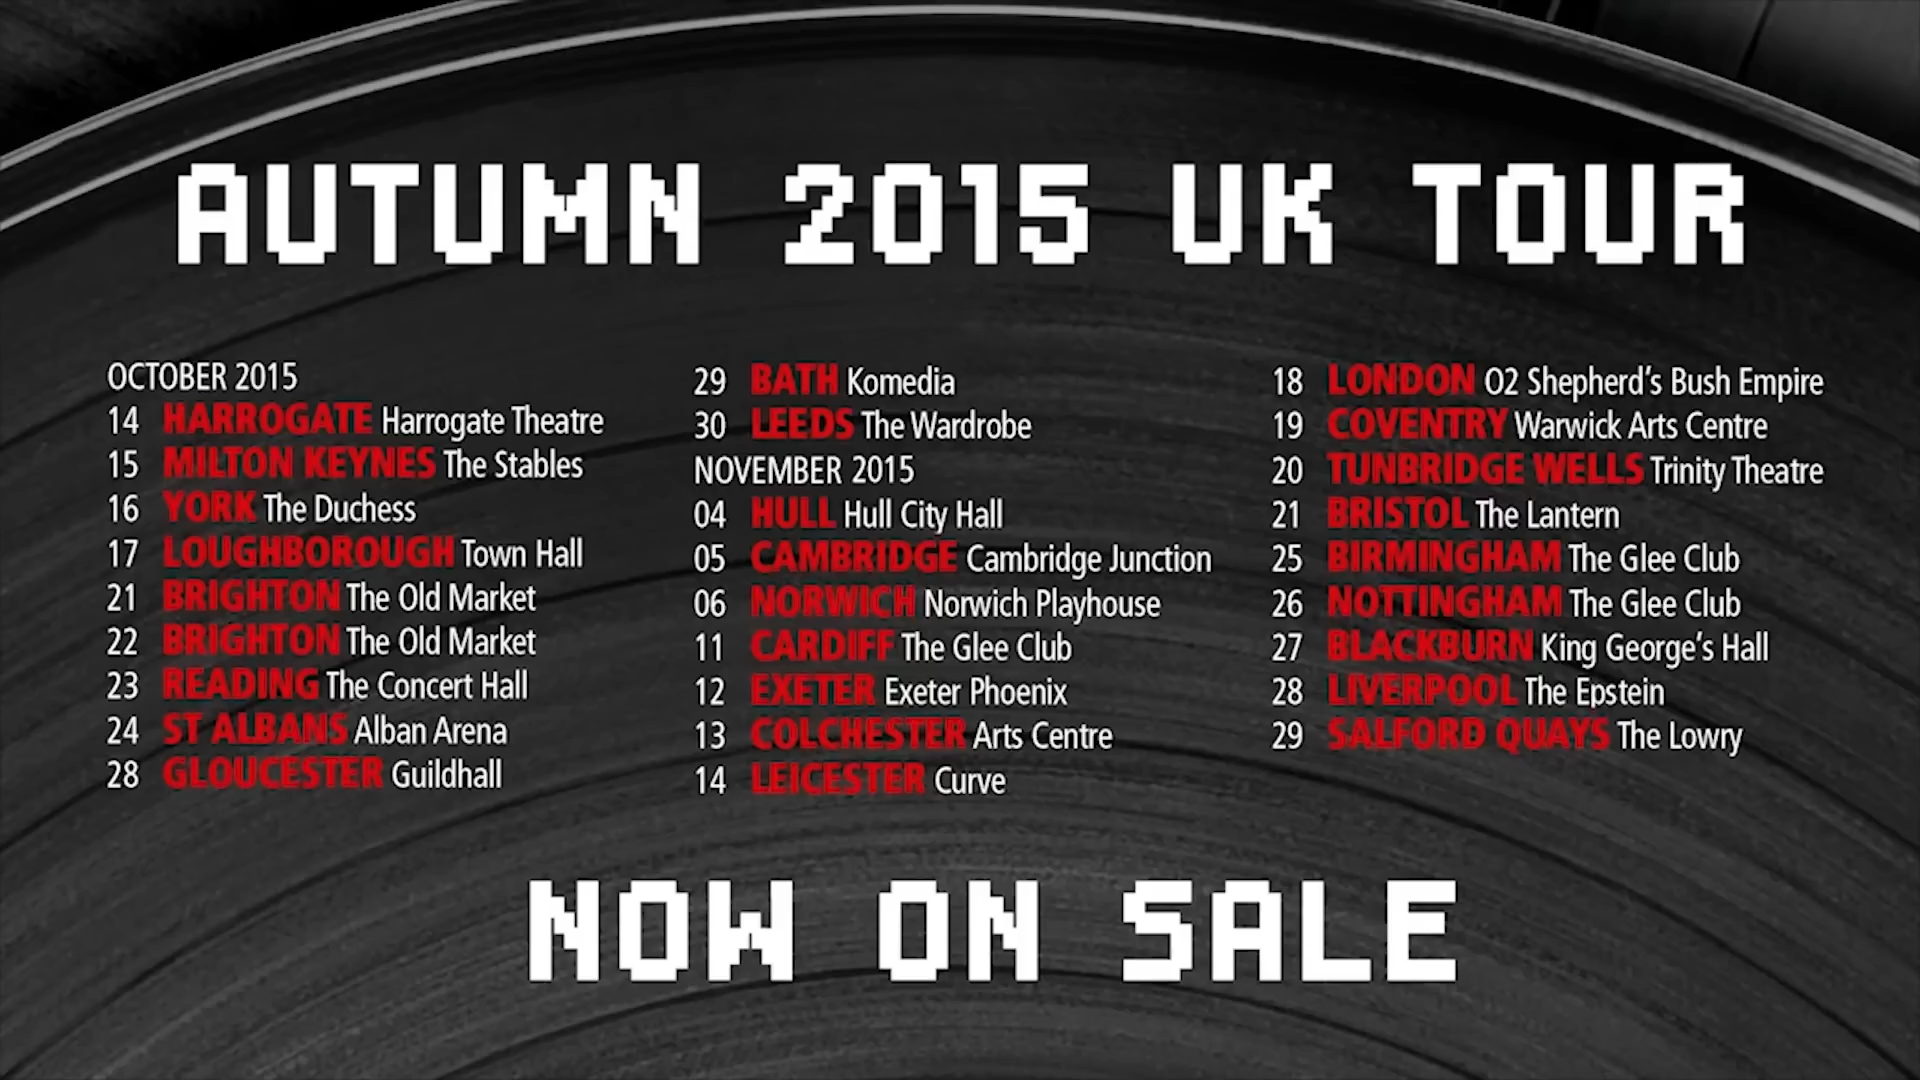 AUTUMN 2015 UK TOUR
OCTOBER 2015
14 HARROGATE Harrogate Theatre
15 MILTON KEYNES The Stables
16 YORK The Duchess
17 LOUGHBOROUGH Town Hall
21 BRIGHTON The Old Market
22 BRIGHTON The Old Market
23 READING The Concert Hall
24 ST ALBANS Alban Arena
28 GLOUCESTER Guildhall
29 BATH Komedia
30 LEEDS The Wardrobe
NOVEMBER 2015
04 HULL Hull City Hall
05 CAMBRIDGE Cambridge Junction
06 NORWICH Norwich Playhouse
11 CARDIFF The Glee Club
12 EXETER Exeter Phoenix
13 COLCHESTER Arts Centre
14 LEICESTER Curve
18 LONDON O2 Shepherd's Bush Empire
19 COVENTRY Warwick Arts Centre
20 TUNBRIDGE WELLS Trinity Theatre
21 BRISTOL The Lantern
25 BIRMINGHAM The Glee Club
26 NOTTINGHAM The Glee Club
27 BLACKBURN King George's Hall
28 LIVERPOOL The Epstein
29 SALFORD QUAYS The Lowry
NOW ON SALE